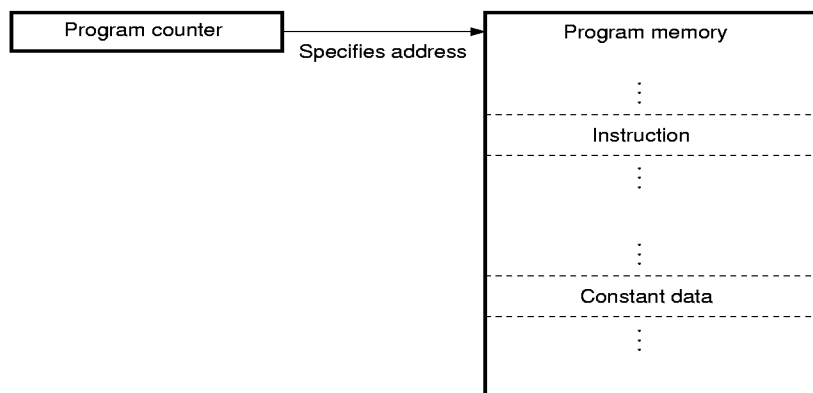 Program counter
Specifies address
Program memory
Instruction
Constant data